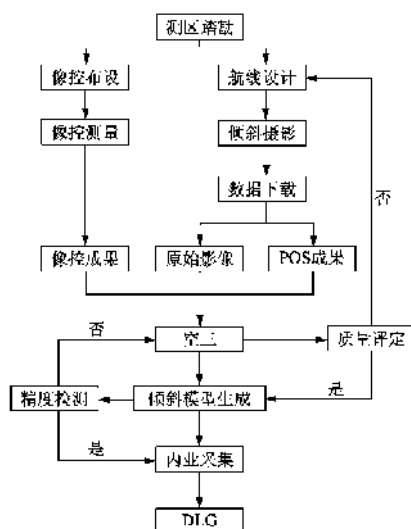 测区踏勘
像控布设
航线设计
像控测量
倾斜摄影
数据下载
否
像控成果
原始影像
POS成果
否
空三
质量评定
是
精度检测
倾斜模型生成
是
内业采集
DLG